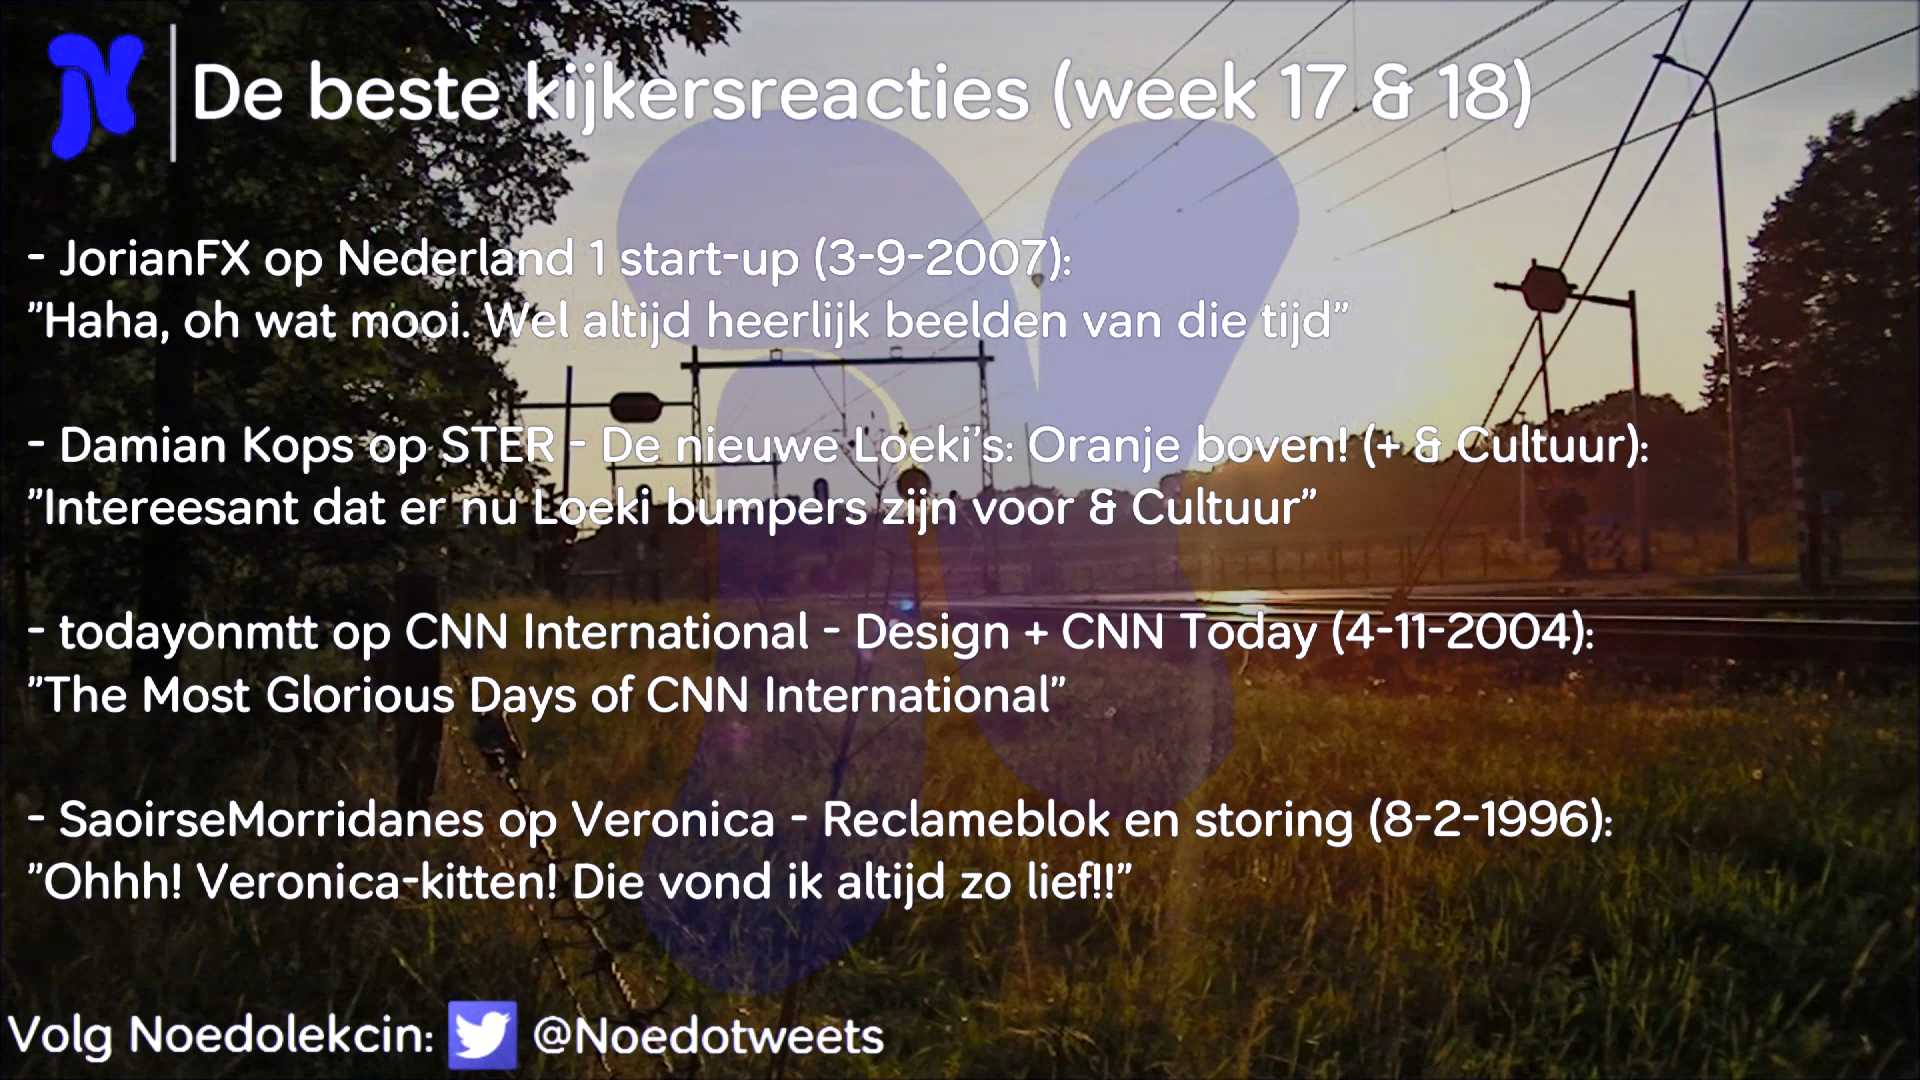 De beste kijkersreacties (week 17 & 18)
- JorianFX op Nederland 1 start-up (3-9-2007):
"Haha, oh wat mooi. Wel altijd heerlijk beelden van die tijd"
- Damian Kops op STER - De nieuwe Loeki's: Oranje boven! (+ & Cultuur):
"Intereesant dat er nu Loeki bumpers zijn voor & Cultuur"
- todayonmtt op CNN International - Design + CNN Today (4-11-2004):
"The Most Glorious Days of CNN International"
- SaoirseMorridanes op Veronica - Reclameblok en storing (8-2-1996):
"Ohhh! Veronica-kitten! Die vond ik altijd zo lief!!"
Volg Noedolekcin: @Noedotweets